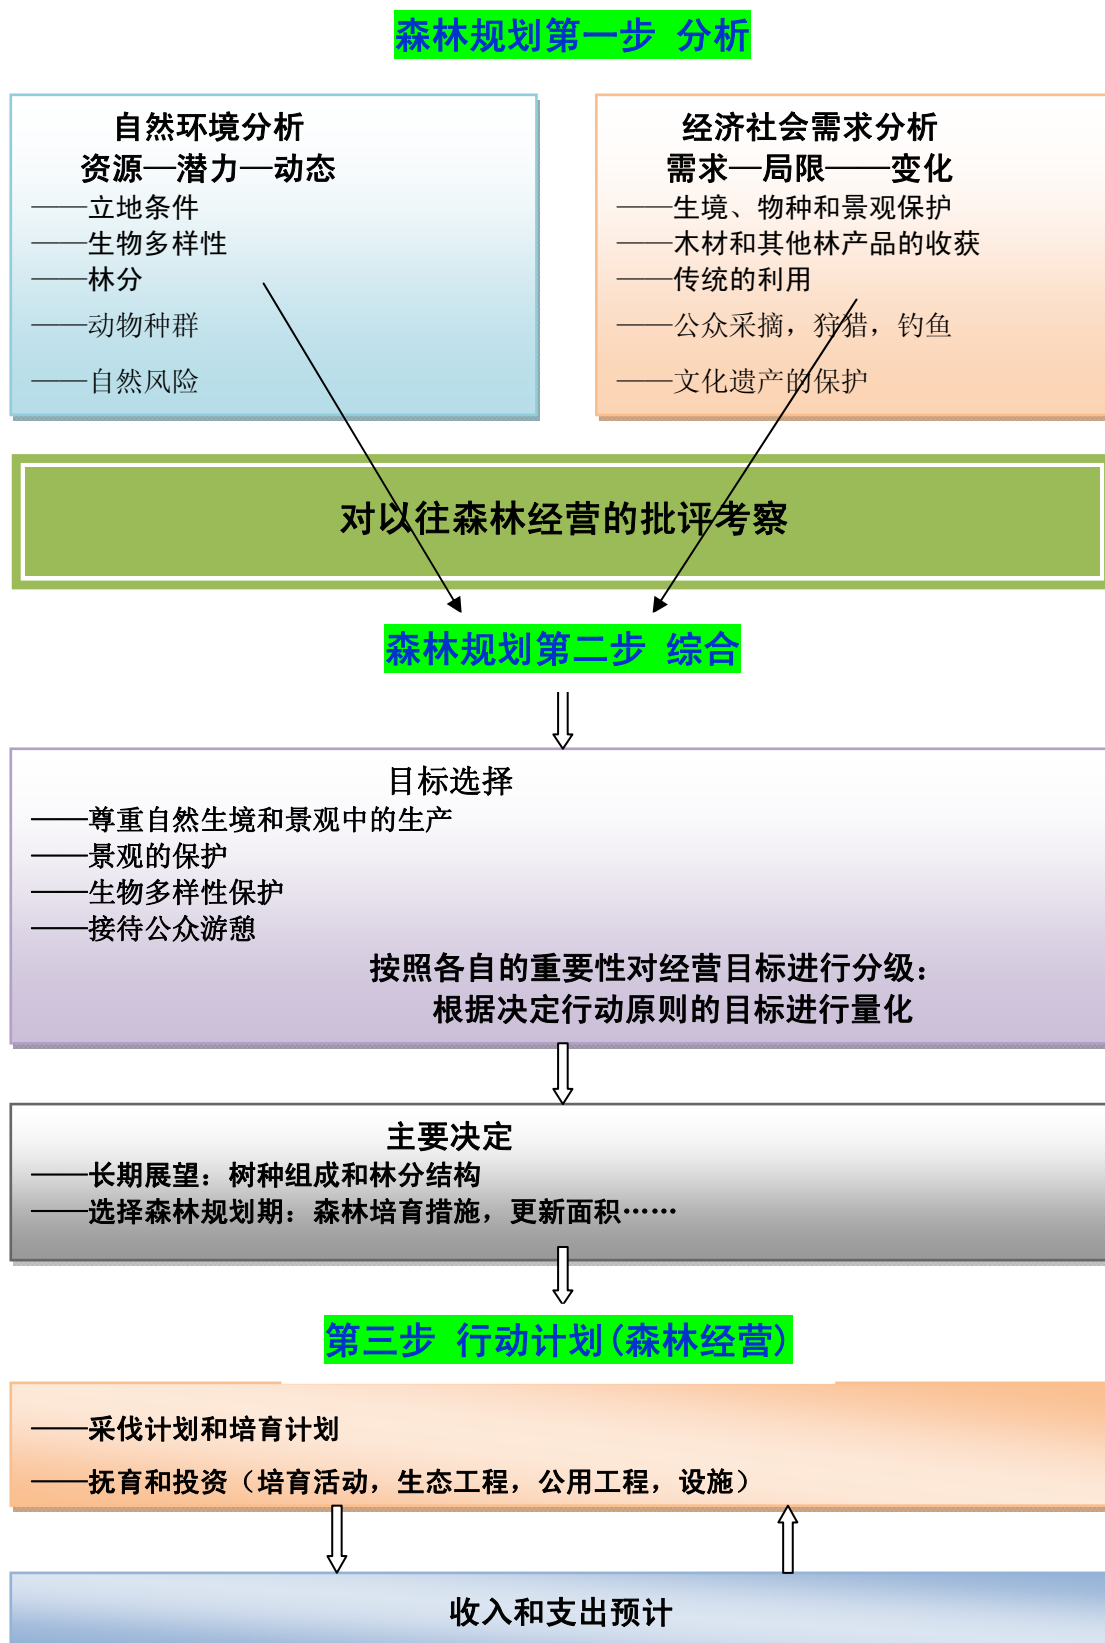 森林规划第一步 分析
自然环境分析
资源—潜力—动态
——立地条件
——生物多样性
——林分
——动物种群
——自然风险
经济社会需求分析
需求—局限——变化
——生境、物种和景观保护
——木材和其他林产品的收获
——传统的利用
——公众采摘，狩猎，钓鱼
——文化遗产的保护
对以往森林经营的批评考察
森林规划第二步 综合
目标选择
——尊重自然生境和景观中的生产
——景观的保护
——生物多样性保护
——接待公众游憩
按照各自的重要性对经营目标进行分级：
根据决定行动原则的目标进行量化
主要决定
——长期展望：树种组成和林分结构
——选择森林规划期：森林培育措施，更新面积……
第三步 行动计划(森林经营)
——采伐计划和培育计划
——抚育和投资（培育活动，生态工程，公用工程，设施）
收入和支出预计